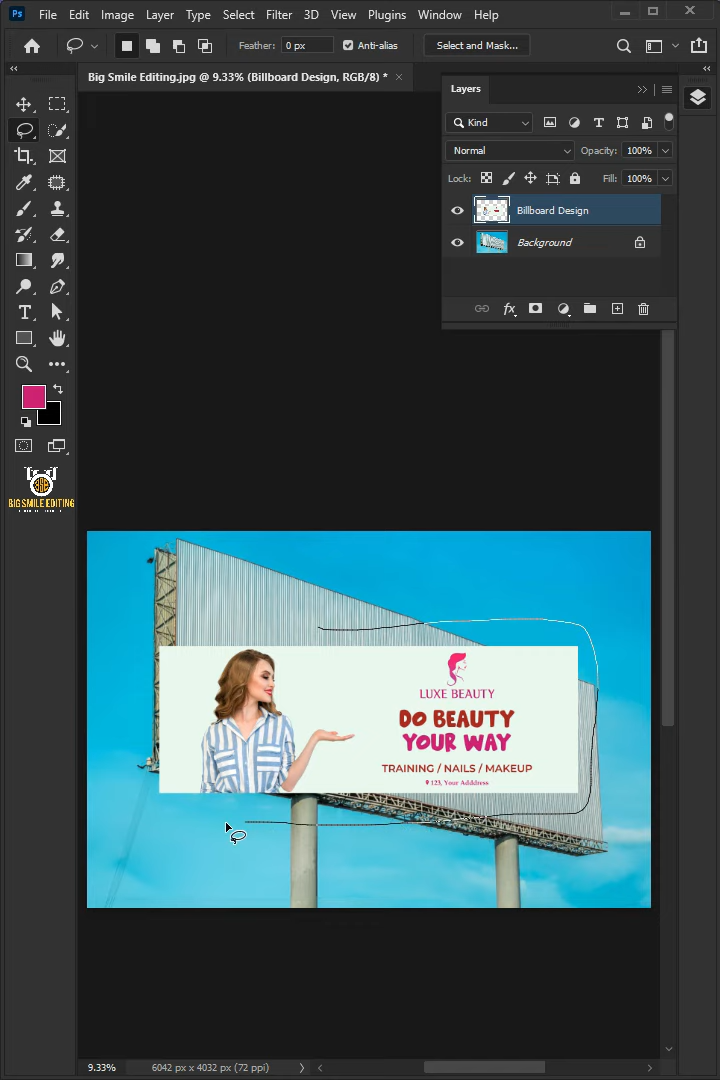 Ps File Edit Image Layer Type Select Filter 3D View Plugins Window Help
Feather: 0 px Anti-alias Select and Mask...
Big Smile Editing.jpg @ 9.33% (Billboard Design, RGB/8) *
Layers
Kind
Normal Opacity: 100%
Lock: Fill: 100%
Billboard Design
Background
BIG SMILE EDITING
LUXE BEAUTY
DO BEAUTY
YOUR WAY
TRAINING / NAILS / MAKEUP
123, Your Adddress
9.33% 6042 px x 4032 px (72 ppi)